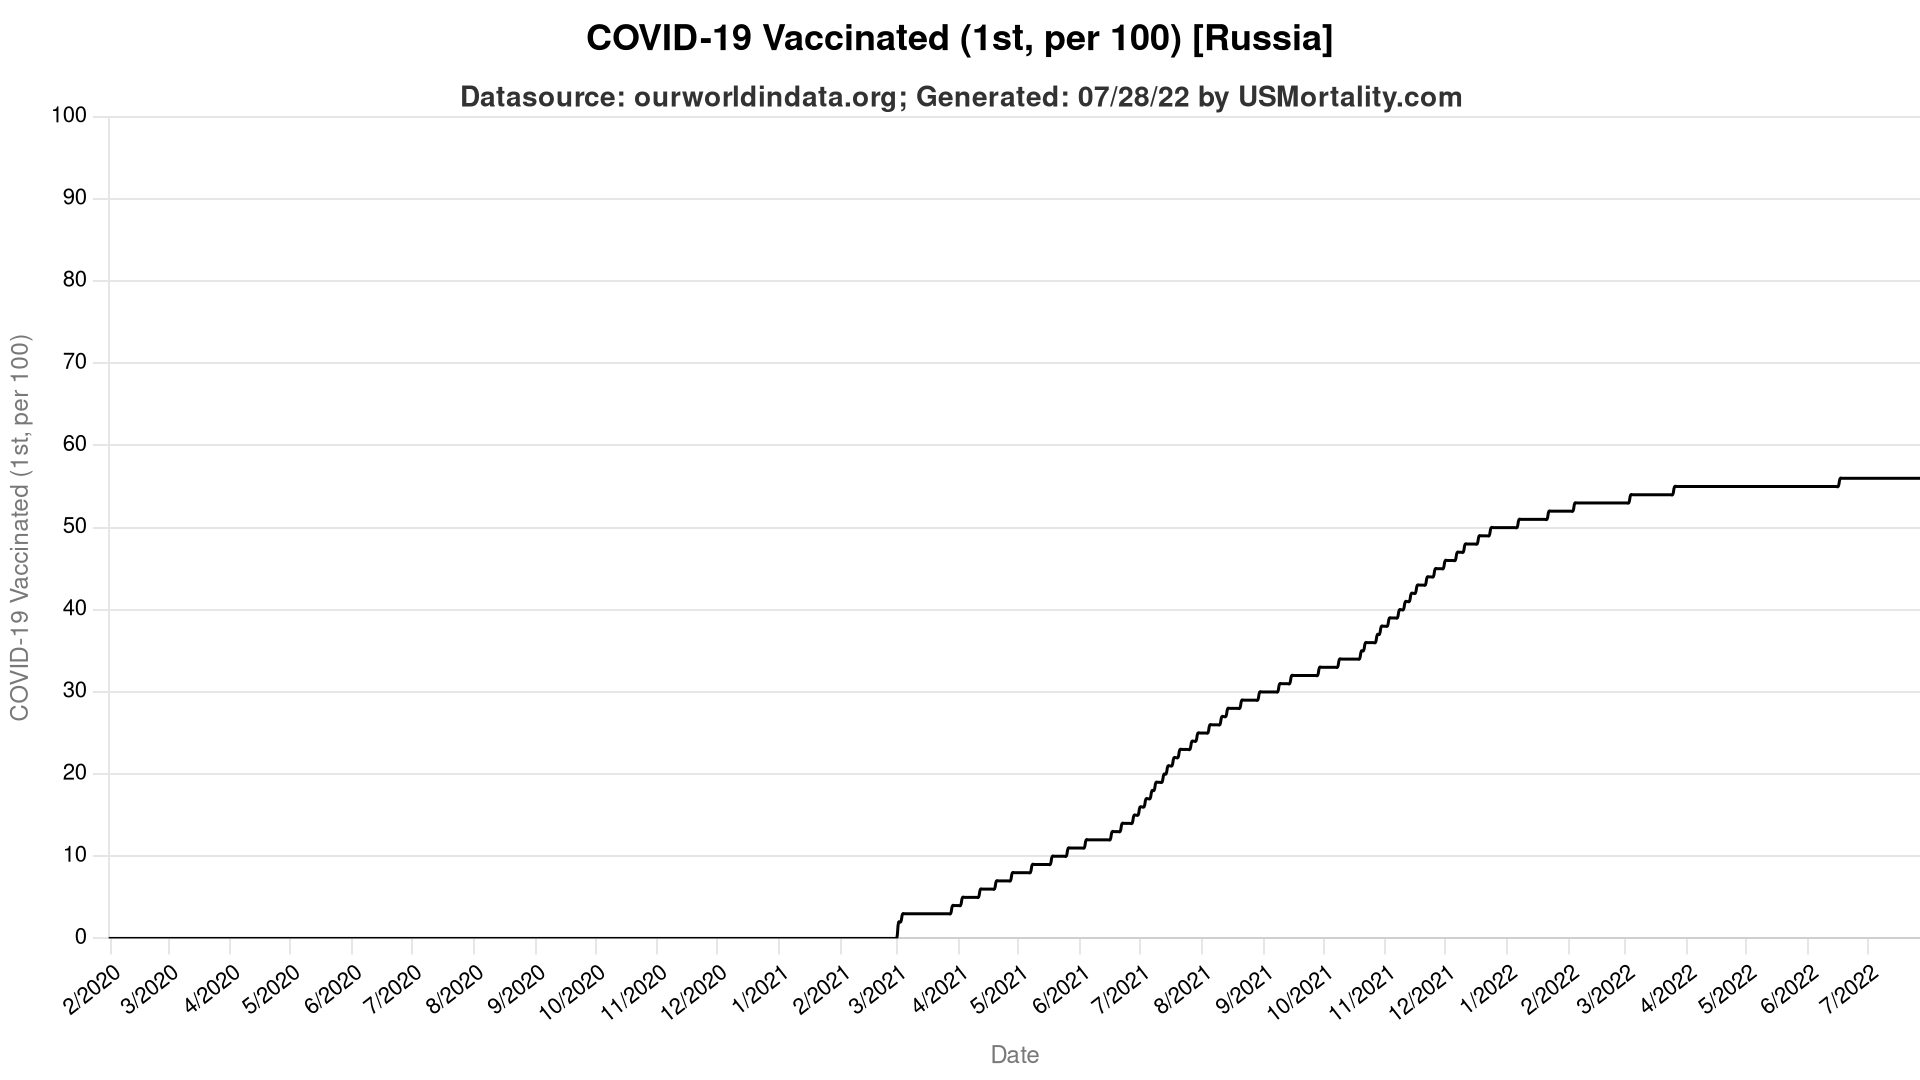 COVID-19 Vaccinated (1st, per 100) [Russia]
Datasource: ourworldindata.org; Generated: 07/28/22 by USMortality.com
COVID-19 Vaccinated (1st, per 100)
100
90
80
70
60
50
40
30
20
10
0
2/2020 3/2020 4/2020 5/2020 6/2020 7/2020 8/2020 9/2020 10/2020 11/2020 12/2020 1/2021 2/2021 3/2021 4/2021 5/2021 6/2021 7/2021 8/2021 9/2021 10/2021 11/2021 12/2021 1/2022 2/2022 3/2022 4/2022 5/2022 6/2022 7/2022
Date